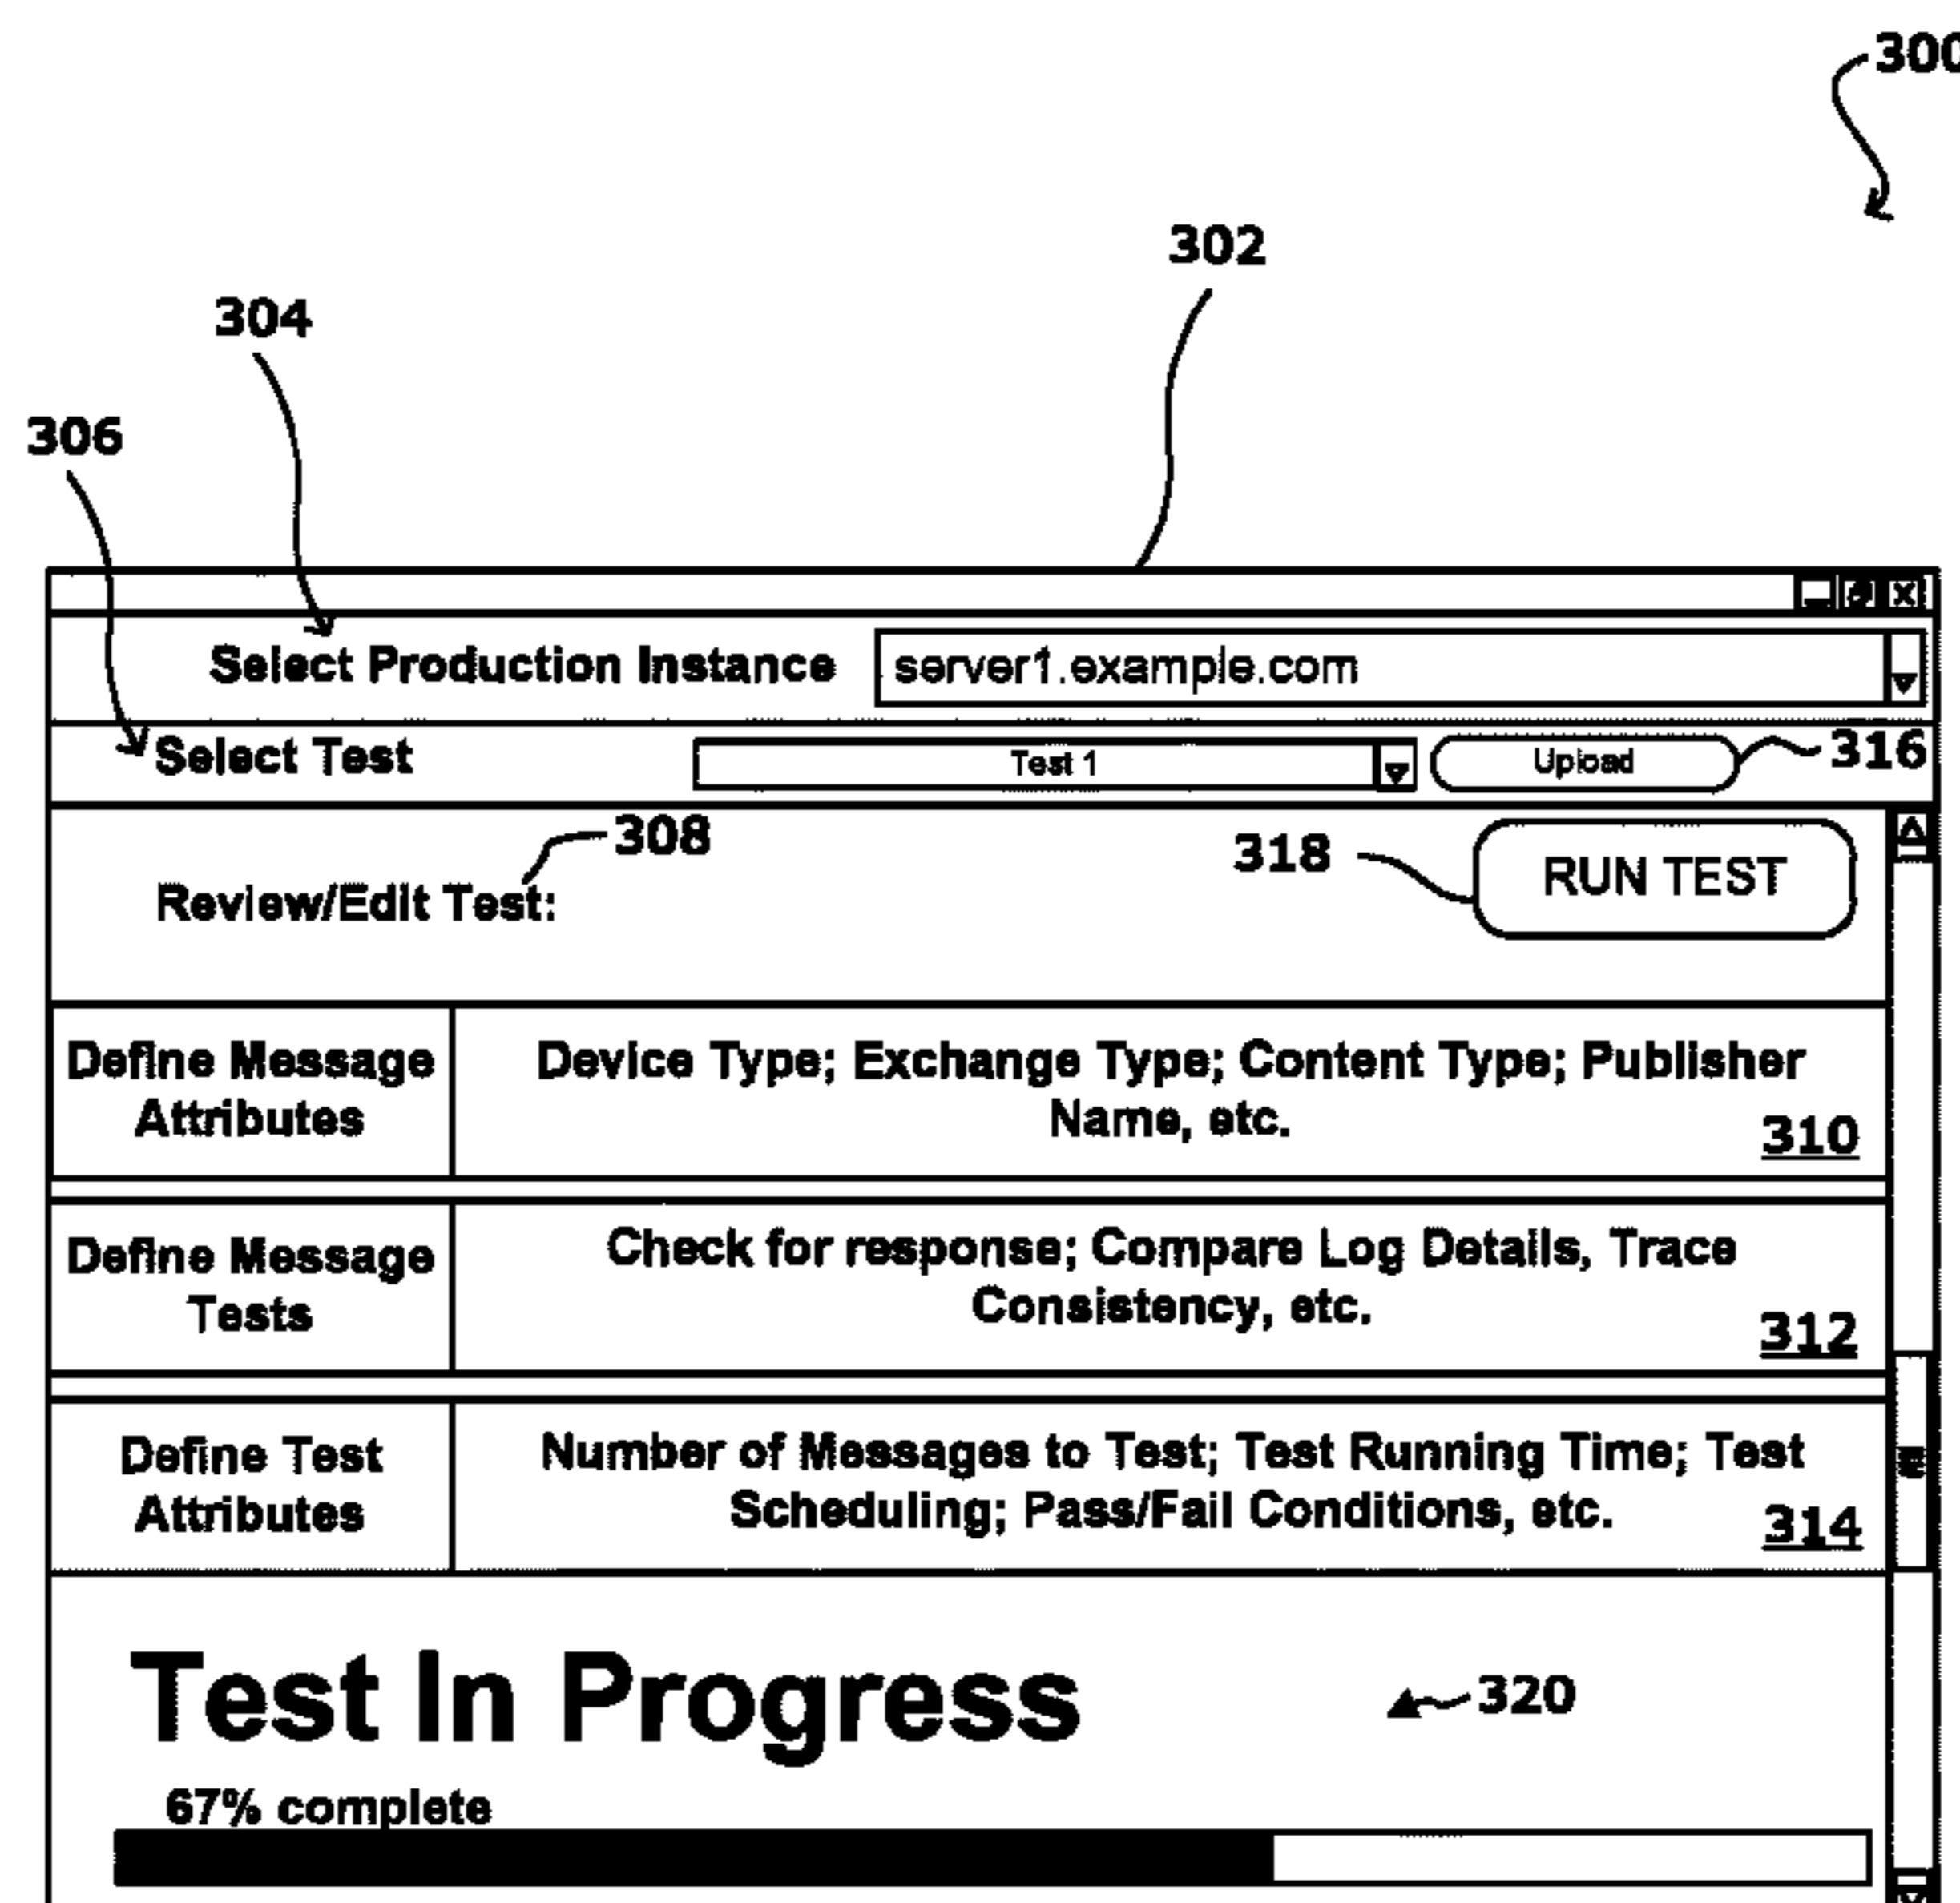 300
302
304
306
Select Production Instance server1.example.com
Select Test Test 1 Upload 316
308
318 RUN TEST
Review/Edit Test:
Define Message
Attributes
Device Type; Exchange Type; Content Type; Publisher
Name, etc.
310
Define Message
Tests
Check for response; Compare Log Details, Trace
Consistency, etc.
312
Define Test
Attributes
Number of Messages to Test; Test Running Time; Test
Scheduling; Pass/Fail Conditions, etc.
314
Test In Progress
320
67% complete